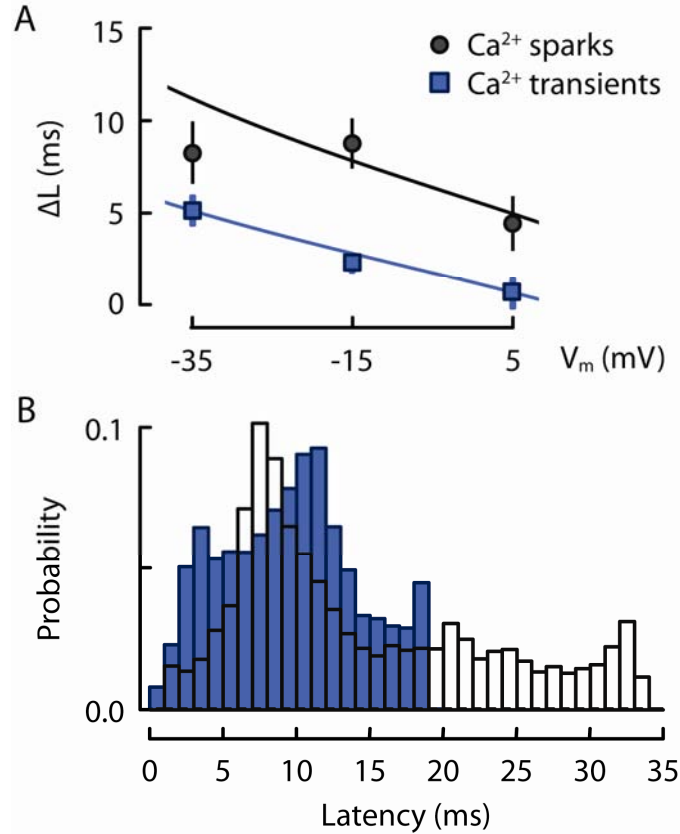 A
15
10
5
0
ΔL (ms)
Ca²⁺ sparks
Ca²⁺ transients
-35 -15 5 Vₘ (mV)
B
0.1
0.0
Probability
0 5 10 15 20 25 30 35
Latency (ms)